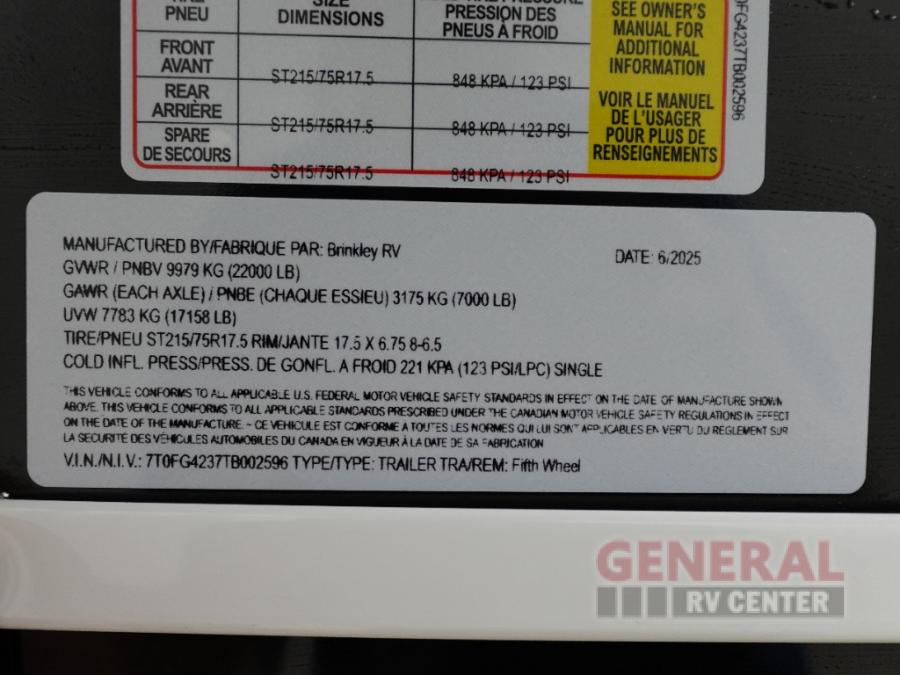 TIRE SIZE
PNEU DIMENSIONS PRESSION DES
PNEUS À FROID
FRONT
AVANT ST215/75R17.5 848 KPA / 123 PSI
REAR
ARRIÈRE ST215/75R17.5 848 KPA / 123 PSI
SPARE
DE SECOURS ST215/75R17.5 848 KPA / 123 PSI
SEE OWNER'S
MANUAL FOR
ADDITIONAL
INFORMATION
VOIR LE MANUEL
DE L'USAGER
POUR PLUS DE
RENSEIGNEMENTS
0FG4237TB002596
MANUFACTURED BY/FABRIQUE PAR: Brinkley RV DATE: 6/2025
GVWR / PNBV 9979 KG (22000 LB)
GAWR (EACH AXLE) / PNBE (CHAQUE ESSIEU) 3175 KG (7000 LB)
UVW 7783 KG (17158 LB)
TIRE/PNEU ST215/75R17.5 RIM/JANTE 17.5 X 6.75 8-6.5
COLD INFL. PRESS/PRESS. DE GONFL. A FROID 221 KPA (123 PSI/LPC) SINGLE
THIS VEHICLE CONFORMS TO ALL APPLICABLE U.S. FEDERAL MOTOR VEHICLE SAFETY STANDARDS IN EFFECT ON THE DATE OF MANUFACTURE SHOWN
ABOVE. THIS VEHICLE CONFORMS TO ALL APPLICABLE STANDARDS PRESCRIBED UNDER THE CANADIAN MOTOR VEHICLE SAFETY REGULATIONS IN EFFECT
ON THE DATE OF THE MANUFACTURE. ~ CE VEHICULE EST CONFORME A TOUTES LES NORMES QUI LUI SONT APPLICABLES EN VERTU DU REGLEMENT SUR
LA SECURITE DES VEHICULES AUTOMOBILES DU CANADA EN VIGUEUR À LA DATE DE SA FABRICATION
V.I.N./N.I.V.: 7T0FG4237TB002596 TYPE/TYPE: TRAILER TRA/REM: Fifth Wheel
GENERAL
RV CENTER